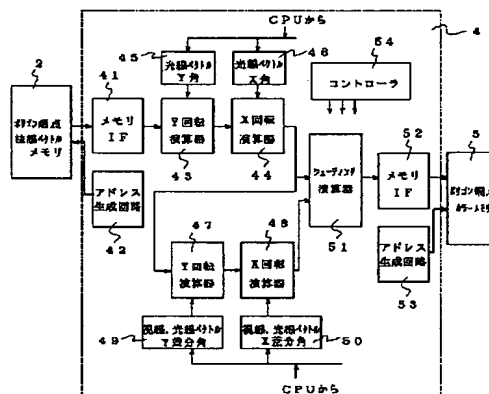 CPUから
45
46
光線ベクトル
Y角
光線ベクトル
X角
54
4
コントローラ
2
ポリゴン端点
法線ベクトル
メモリ
41
メモリ
IF
Y回転
演算器
43
X回転
演算器
44
シェーディング
演算器
51
52
メモリ
IF
5
ポリゴン端点
カラーメモリ
アドレス
生成回路
42
47
Y回転
演算器
48
X回転
演算器
アドレス
生成回路
53
視線、光線ベクトル
Y差分角
49
視線、光線ベクトル
X差分角
50
CPUから